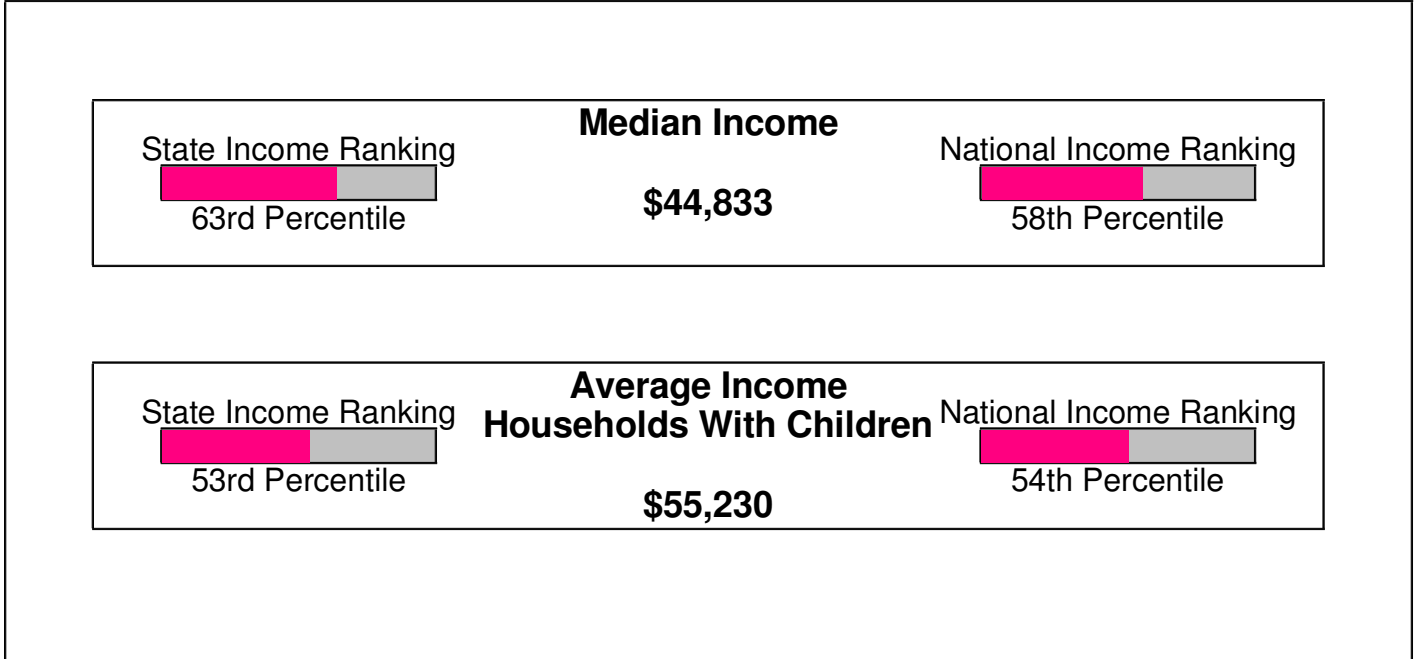 Median Income
State Income Ranking
63rd Percentile
$44,833
National Income Ranking
58th Percentile
Average Income
Households With Children
State Income Ranking
53rd Percentile
$55,230
National Income Ranking
54th Percentile